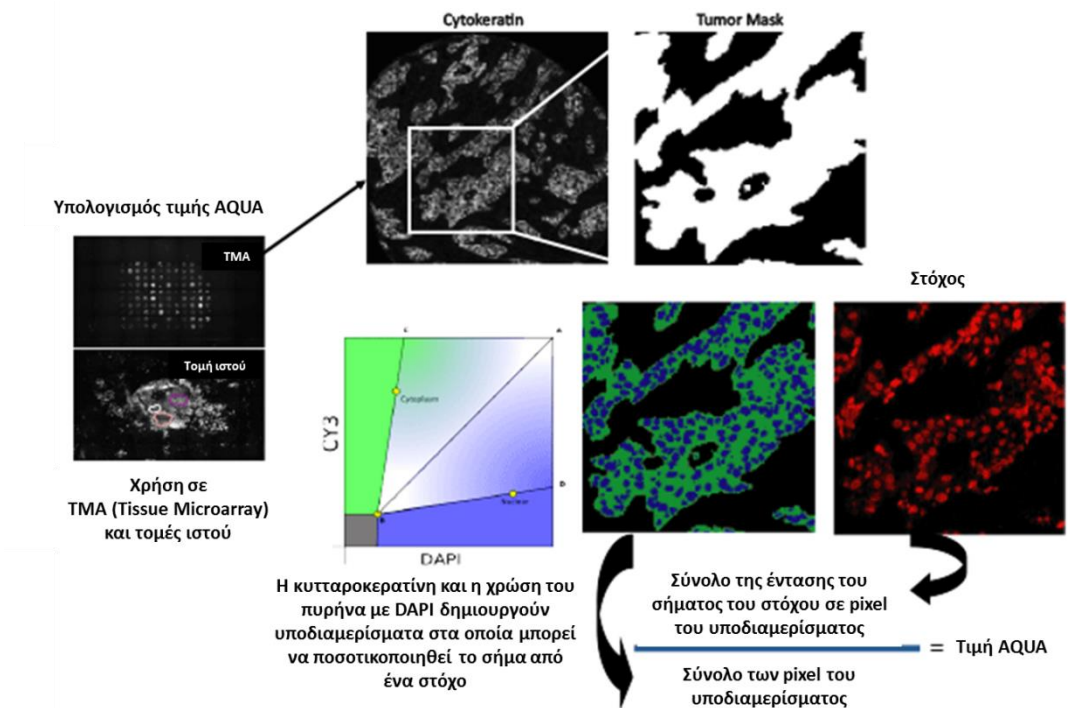 Cytokeratin
Tumor Mask
Υπολογισμός τιμής AQUA
TMA
Τομή ιστού
Χρήση σε
TMA (Tissue Microarray)
και τομές ιστού
Στόχος
C
A
Cytoplasm
CY3
D
Nuclear
B
DAPI
Η κυτταροκερατίνη και η χρώση του
πυρήνα με DAPI δημιουργούν
υποδιαμερίσματα στα οποία μπορεί
να ποσοτικοποιηθεί το σήμα από
ένα στόχο
Σύνολο της έντασης του
σήματος του στόχου σε pixel
του υποδιαμερίσματος
= Τιμή AQUA
Σύνολο των pixel του
υποδιαμερίσματος